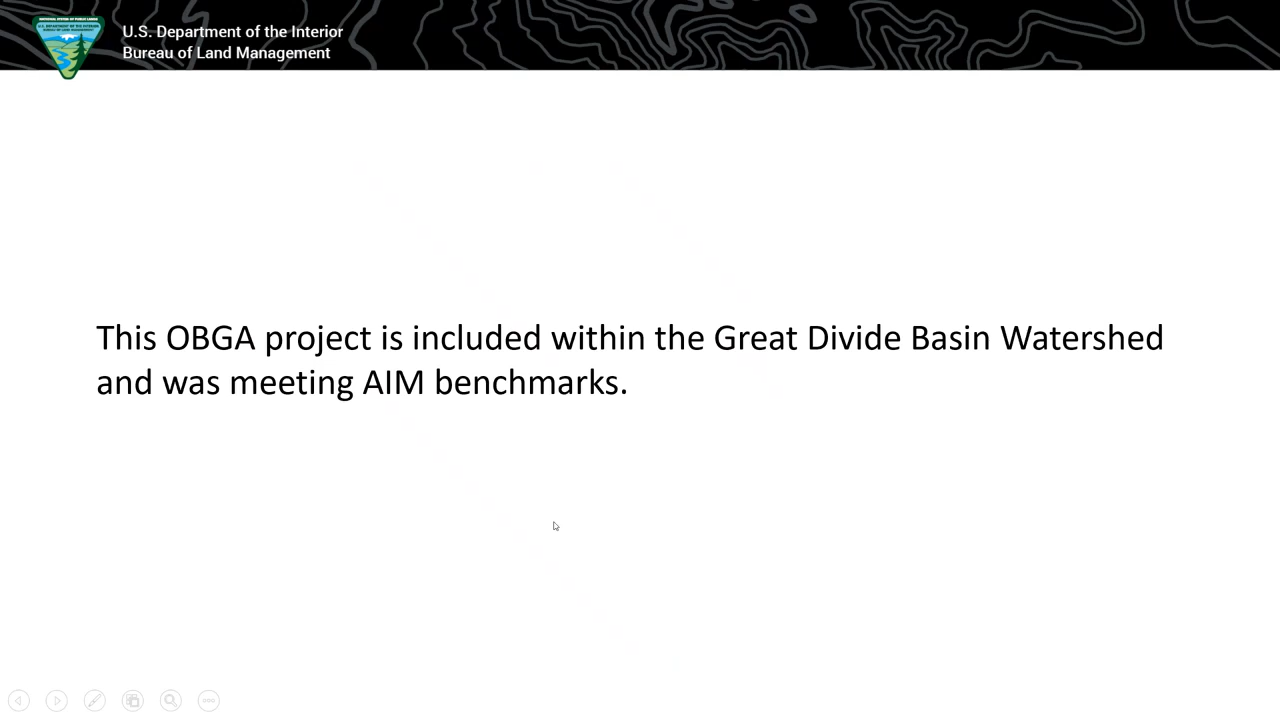 U.S. Department of the Interior
Bureau of Land Management
This OBGA project is included within the Great Divide Basin Watershed
and was meeting AIM benchmarks.